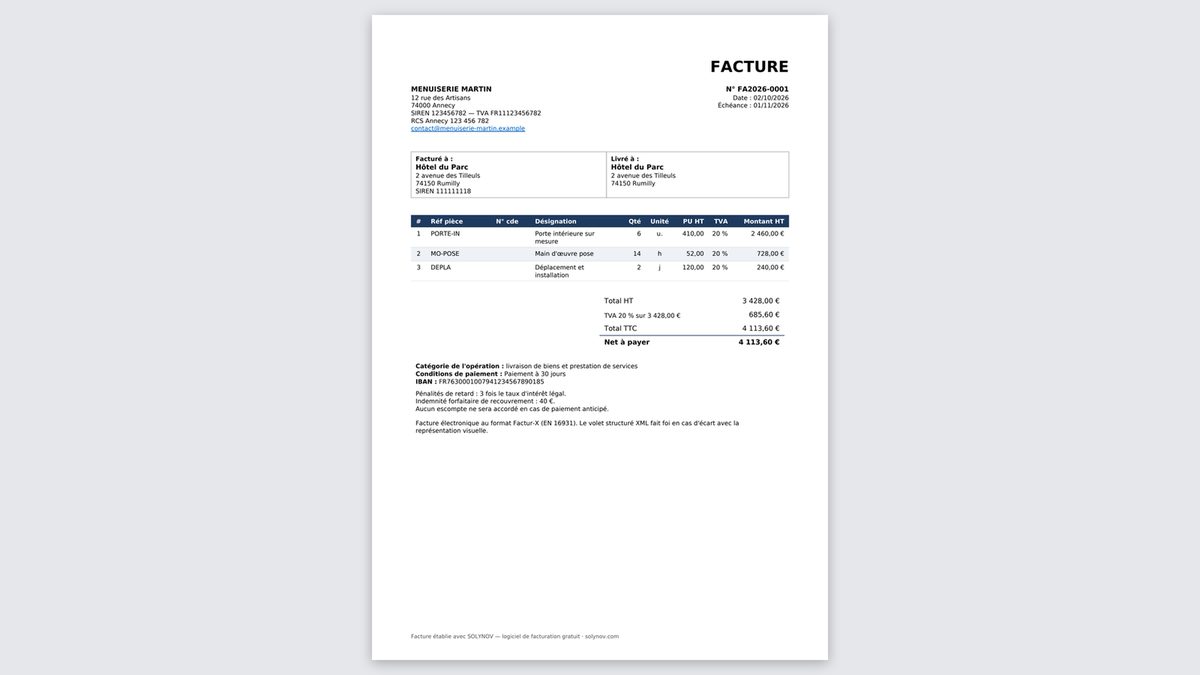 FACTURE
MENUISERIE MARTIN
12 rue des Artisans
74000 Annecy
SIREN 123456782 — TVA FR11123456782
RCS Annecy 123 456 782
contact@menuiserie-martin.example
N° FA2026-0001
Date : 02/10/2026
Échéance : 01/11/2026
Facturé à :
Hôtel du Parc
2 avenue des Tilleuls
74150 Rumilly
SIREN 111111118
Livré à :
Hôtel du Parc
2 avenue des Tilleuls
74150 Rumilly
# Réf pièce N° cde Désignation Qté Unité PU HT TVA Montant HT
1 PORTE-IN Porte intérieure sur 6 u. 410,00 20 % 2 460,00 €
mesure
2 MO-POSE Main d'œuvre pose 14 h 52,00 20 % 728,00 €
3 DEPLA Déplacement et 2 j 120,00 20 % 240,00 €
installation
Total HT 3 428,00 €
TVA 20 % sur 3 428,00 € 685,60 €
Total TTC 4 113,60 €
Net à payer 4 113,60 €
Catégorie de l'opération : livraison de biens et prestation de services
Conditions de paiement : Paiement à 30 jours
IBAN : FR7630001007941234567890185
Pénalités de retard : 3 fois le taux d'intérêt légal.
Indemnité forfaitaire de recouvrement : 40 €.
Aucun escompte ne sera accordé en cas de paiement anticipé.
Facture électronique au format Factur-X (EN 16931). Le volet structuré XML fait foi en cas d'écart avec la
représentation visuelle.
Facture établie avec SOLYNOV — logiciel de facturation gratuit · solynov.com